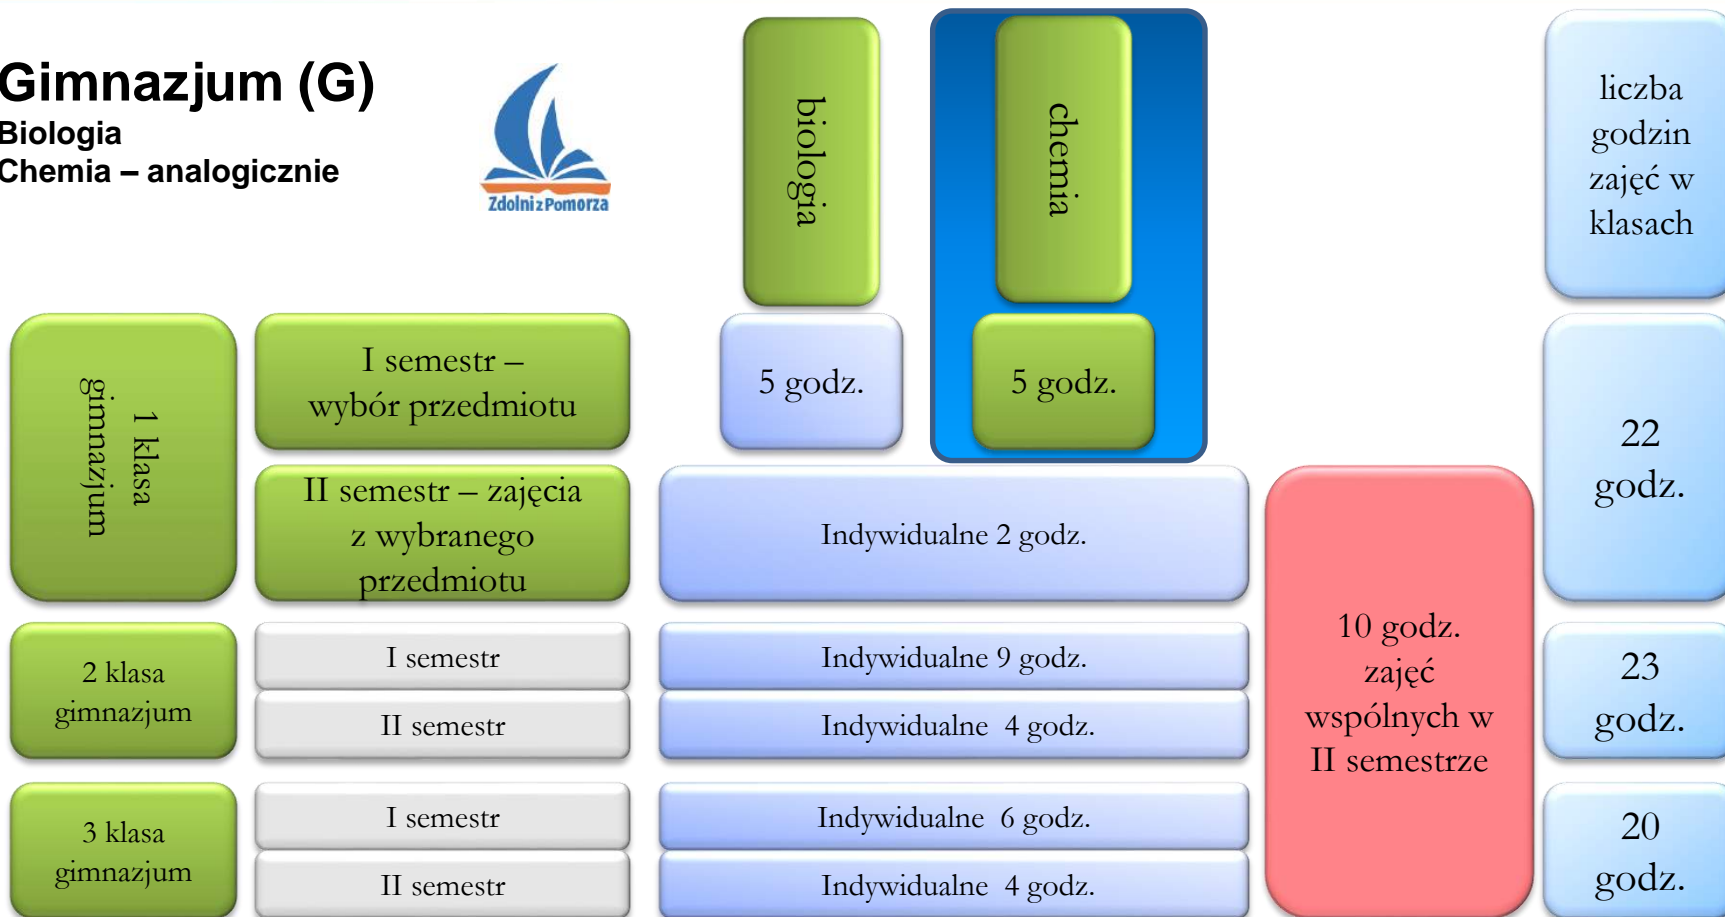 Gimnazjum (G)
Biologia
Chemia – analogicznie
Zdolni z Pomorza
biologia
chemia
liczba
godzin
zajęć w
klasach
1 klasa
gimnazjum
I semestr –
wybór przedmiotu
5 godz.
5 godz.
22
godz.
II semestr – zajęcia
z wybranego
przedmiotu
Indywidualne 2 godz.
10 godz.
zajęć
wspólnych w
II semestrze
2 klasa
gimnazjum
I semestr
Indywidualne 9 godz.
II semestr
Indywidualne 4 godz.
23
godz.
3 klasa
gimnazjum
I semestr
Indywidualne 6 godz.
II semestr
Indywidualne 4 godz.
20
godz.